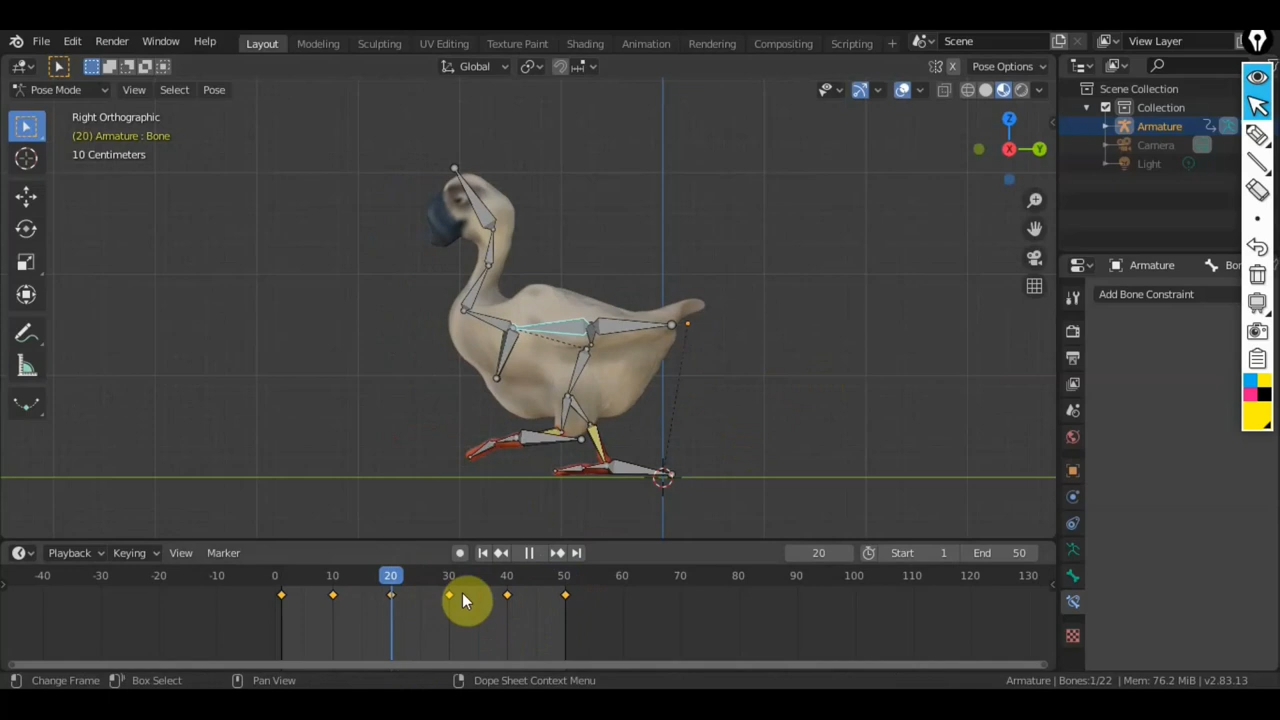 File Edit Render Window Help Layout Modeling Sculpting UV Editing Texture Paint Shading Animation Rendering Compositing Scripting + Scene View Layer
Global Pose Options
Pose Mode View Select Pose
X
Right Orthographic
(20) Armature : Bone
10 Centimeters
Z
X Y
Scene Collection
Collection
Armature
Camera
Light
Armature
Add Bone Constraint
Playback Keying View Marker 20 Start 1 End 50
-40 -30 -20 -10 0 10 20 30 40 50 60 70 80 90 100 110 120 130
Change Frame Box Select Pan View Dope Sheet Context Menu Armature | Bones:1/22 | Mem: 76.2 MiB | v2.83.13